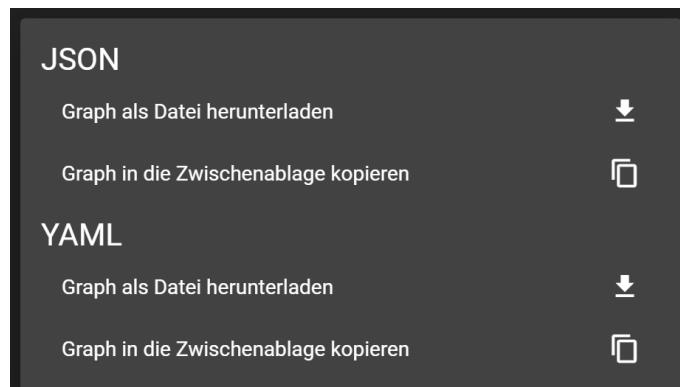 JSON
Graph als Datei herunterladen
Graph in die Zwischenablage kopieren
YAML
Graph als Datei herunterladen
Graph in die Zwischenablage kopieren